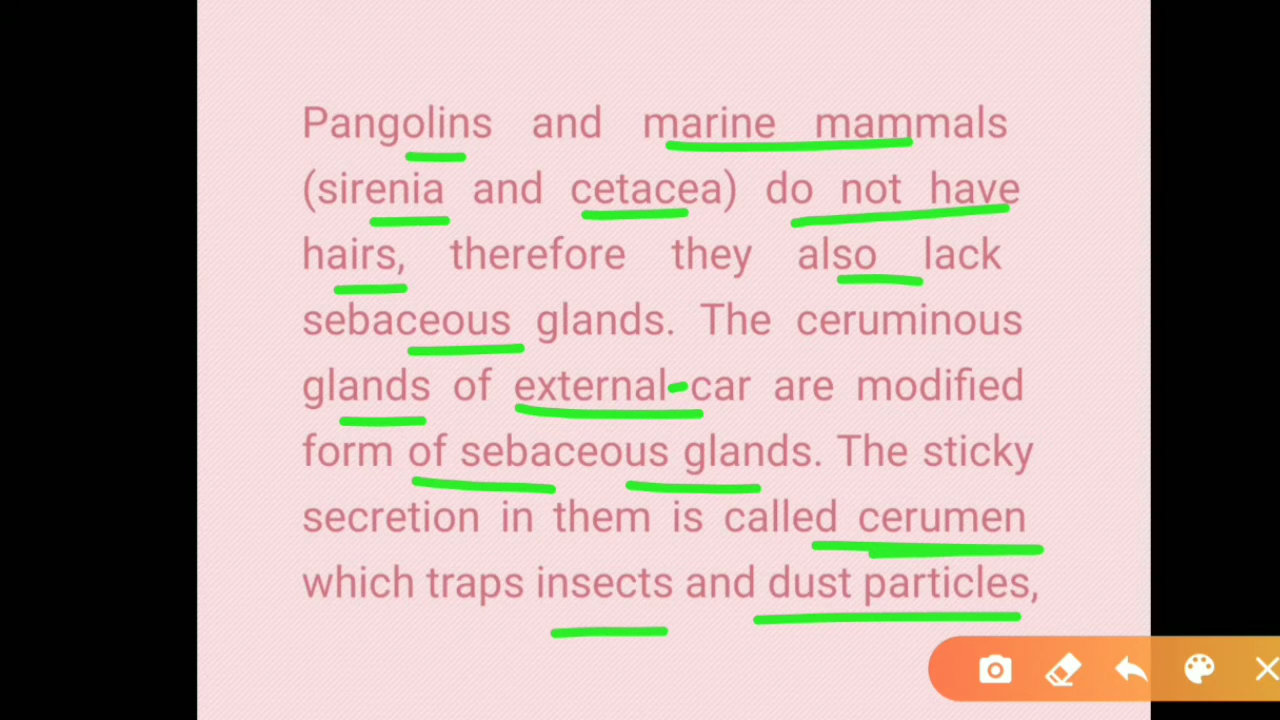 Pangolins and marine mammals
(sirenia and cetacea) do not have
hairs, therefore they also lack
sebaceous glands. The ceruminous
glands of external car are modified
form of sebaceous glands. The sticky
secretion in them is called cerumen
which traps insects and dust particles,